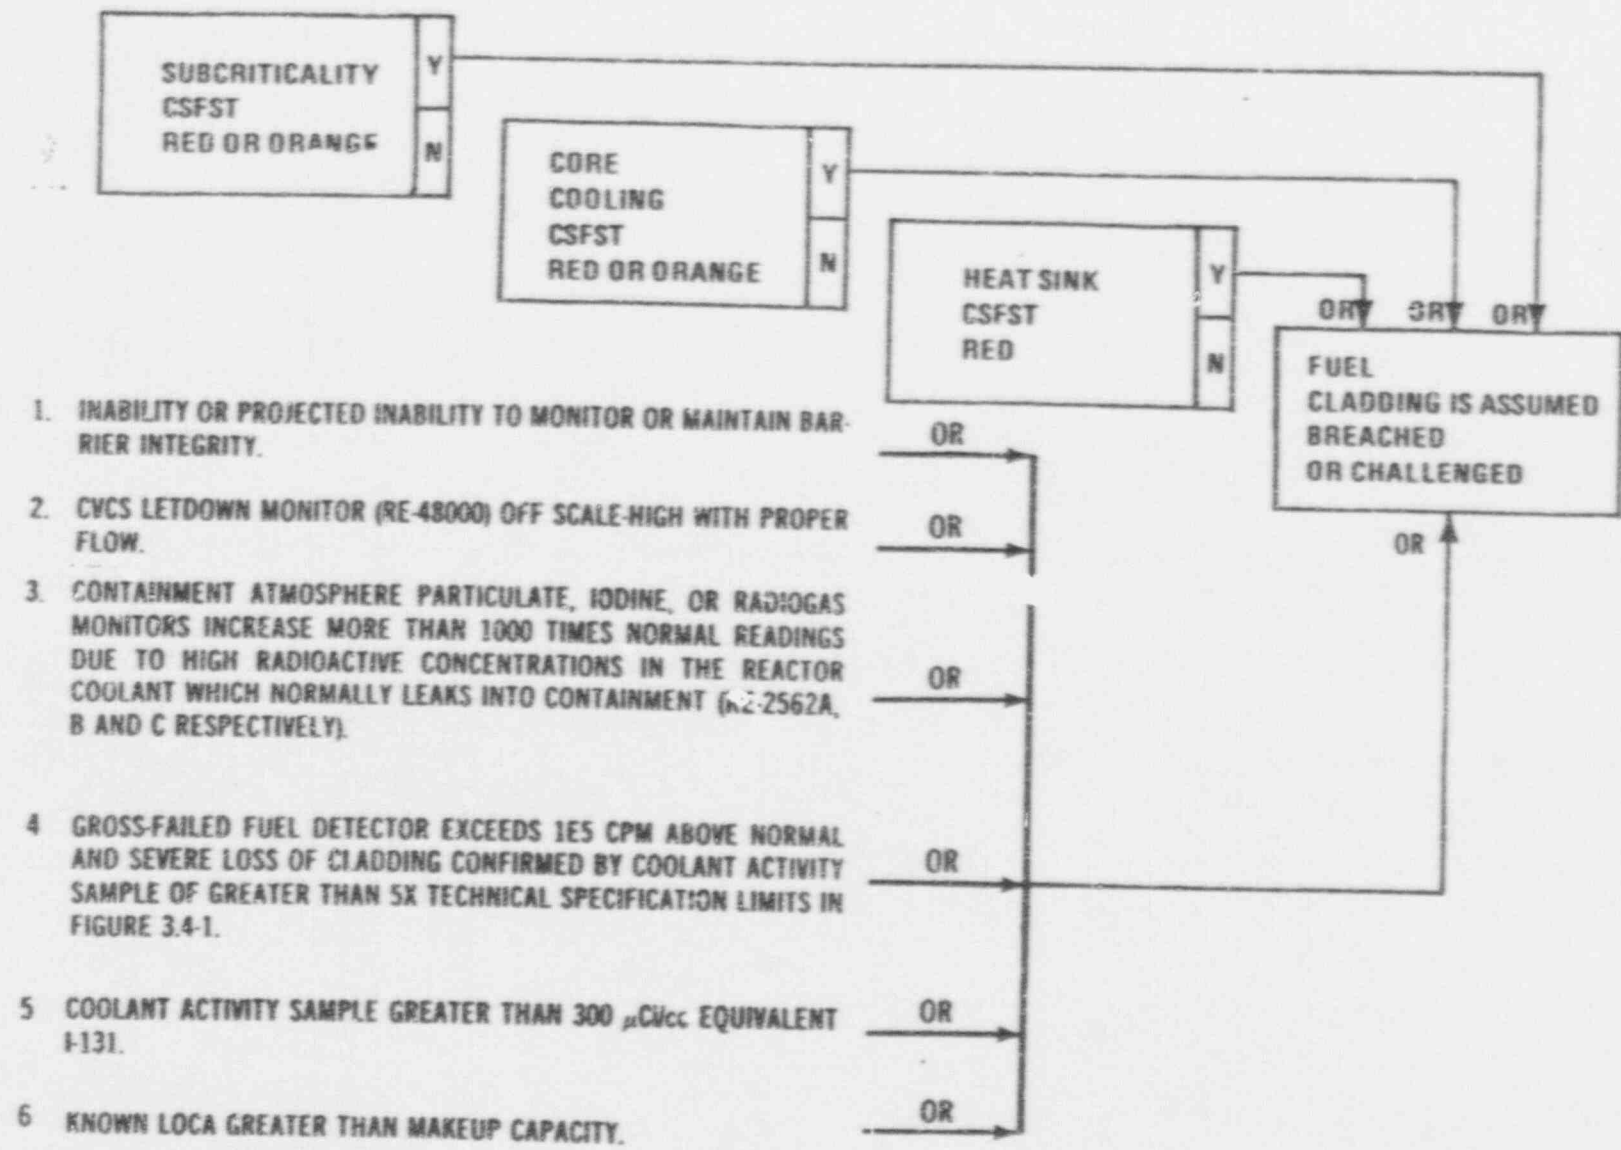 SUBCRITICALITY
CSFST
RED OR ORANGE
Y
N
CORE
COOLING
CSFST
RED OR ORANGE
Y
N
HEAT SINK
CSFST
RED
Y
N
OR
OR
OR
FUEL
CLADDING IS ASSUMED
BREACHED
OR CHALLENGED
OR
1. INABILITY OR PROJECTED INABILITY TO MONITOR OR MAINTAIN BAR-
RIER INTEGRITY.
OR
2. CVCS LETDOWN MONITOR (RE-48000) OFF SCALE-HIGH WITH PROPER
FLOW.
OR
3. CONTAINMENT ATMOSPHERE PARTICULATE, IODINE, OR RADIOGAS
MONITORS INCREASE MORE THAN 1000 TIMES NORMAL READINGS
DUE TO HIGH RADIOACTIVE CONCENTRATIONS IN THE REACTOR
COOLANT WHICH NORMALLY LEAKS INTO CONTAINMENT (RE-2562A,
B AND C RESPECTIVELY).
OR
4 GROSS-FAILED FUEL DETECTOR EXCEEDS 1E5 CPM ABOVE NORMAL
AND SEVERE LOSS OF CLADDING CONFIRMED BY COOLANT ACTIVITY
SAMPLE OF GREATER THAN 5X TECHNICAL SPECIFICATION LIMITS IN
FIGURE 3.4-1.
OR
5 COOLANT ACTIVITY SAMPLE GREATER THAN 300 μCi/cc EQUIVALENT
I-131.
OR
6 KNOWN LOCA GREATER THAN MAKEUP CAPACITY.
OR